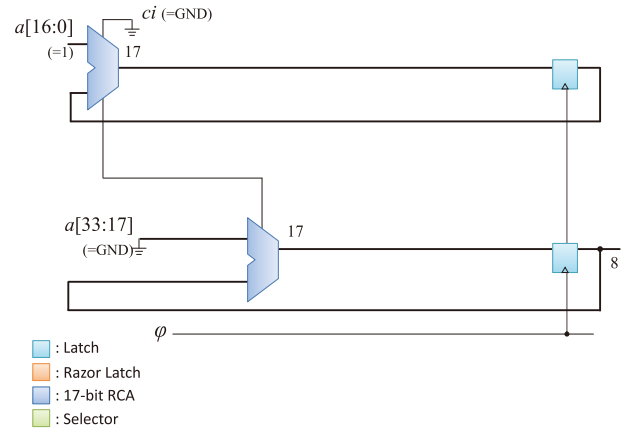 ci (=GND)
a[16:0]
(=1)
17
a[33:17]
(=GND)
17
8
φ
: Latch
: Razor Latch
: 17-bit RCA
: Selector